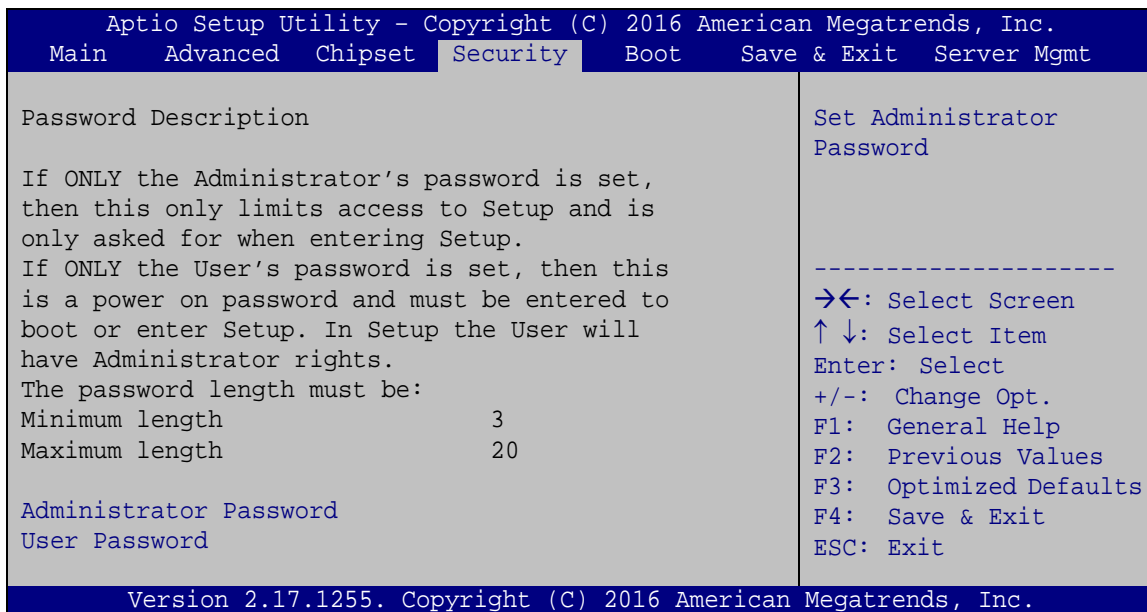 Aptio Setup Utility – Copyright (C) 2016 American Megatrends, Inc.
Main Advanced Chipset Security Boot Save & Exit Server Mgmt
Password Description
If ONLY the Administrator’s password is set,
then this only limits access to Setup and is
only asked for when entering Setup.
If ONLY the User’s password is set, then this
is a power on password and must be entered to
boot or enter Setup. In Setup the User will
have Administrator rights.
The password length must be:
Minimum length 3
Maximum length 20
Administrator Password
User Password
Set Administrator
Password
---------------------
→←: Select Screen
↑ ↓: Select Item
Enter: Select
+/-: Change Opt.
F1: General Help
F2: Previous Values
F3: Optimized Defaults
F4: Save & Exit
ESC: Exit
Version 2.17.1255. Copyright (C) 2016 American Megatrends, Inc.